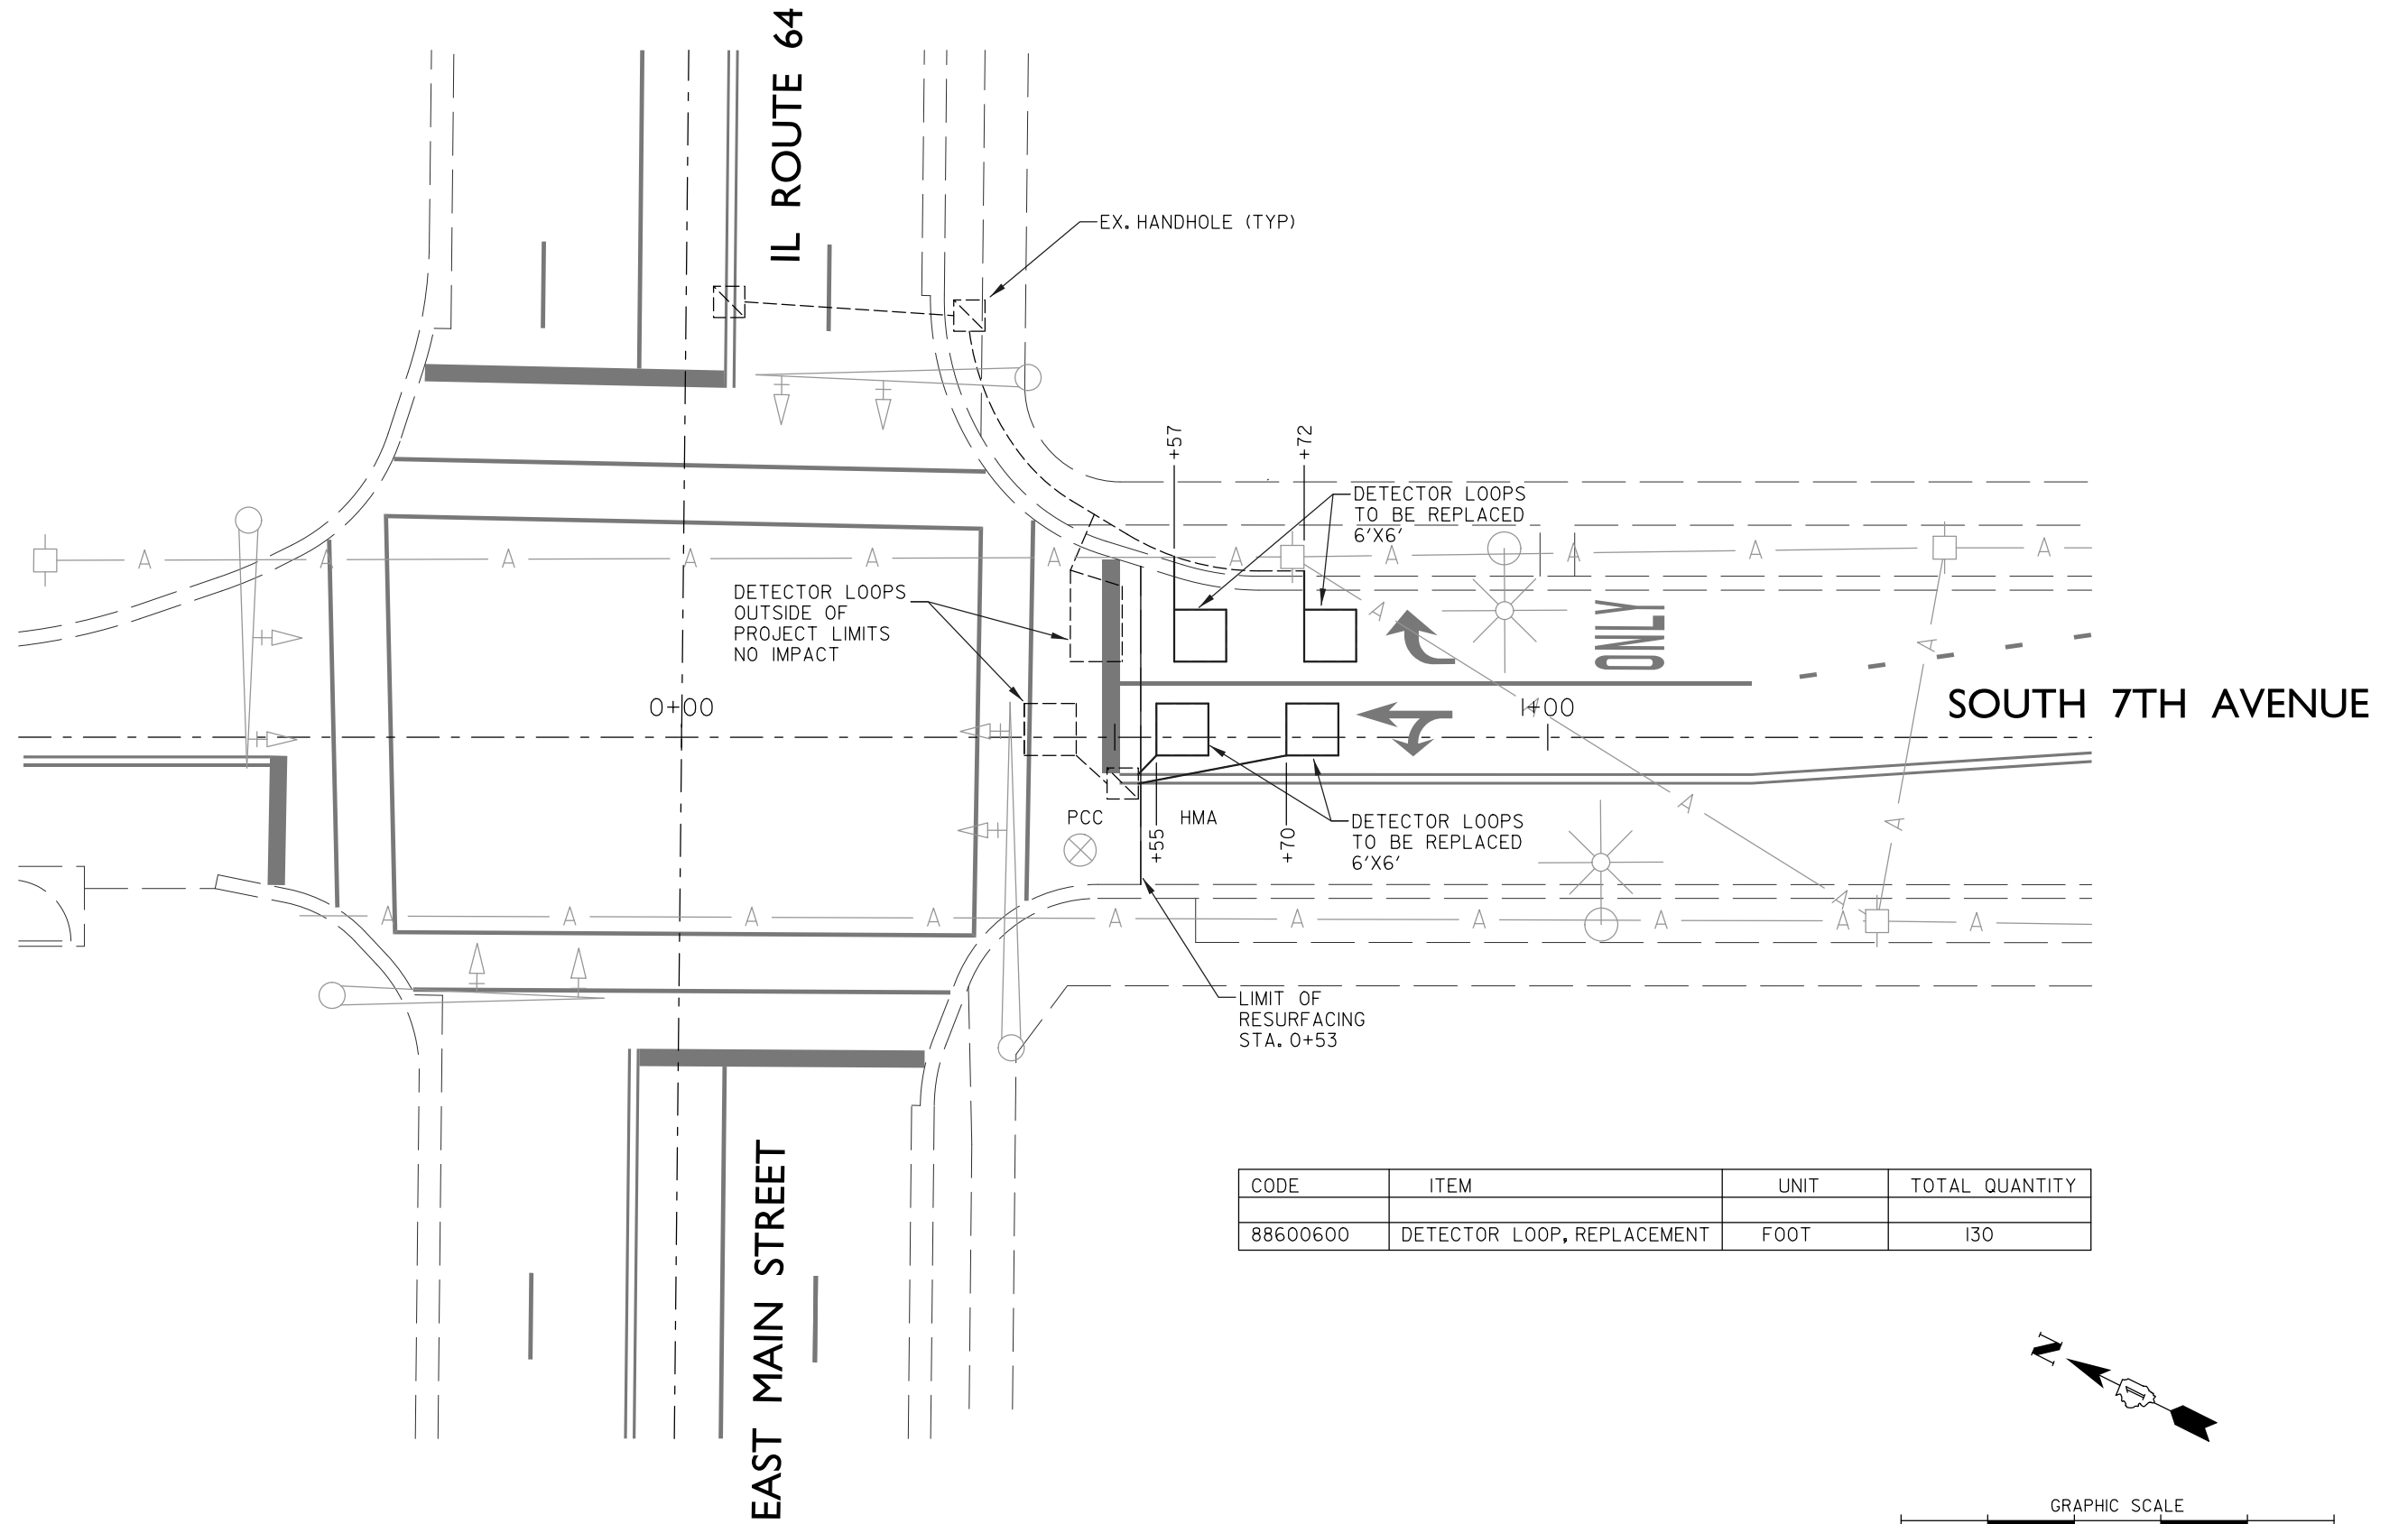 IL ROUTE 64
EX. HANDHOLE (TYP)
+57
+72
DETECTOR LOOPS
TO BE REPLACED
6'X6'
A A A A A A A A A A
DETECTOR LOOPS
OUTSIDE OF
PROJECT LIMITS
NO IMPACT
A
ONLY
A
0+00
A
1+00
SOUTH 7TH AVENUE
A
A
PCC
HMA
+55
+70
DETECTOR LOOPS
TO BE REPLACED
6'X6'
A
A A A A A A A A A A
LIMIT OF
RESURFACING
STA. 0+53
EAST MAIN STREET
CODE ITEM UNIT TOTAL QUANTITY
88600600 DETECTOR LOOP, REPLACEMENT FOOT 130
N
GRAPHIC SCALE